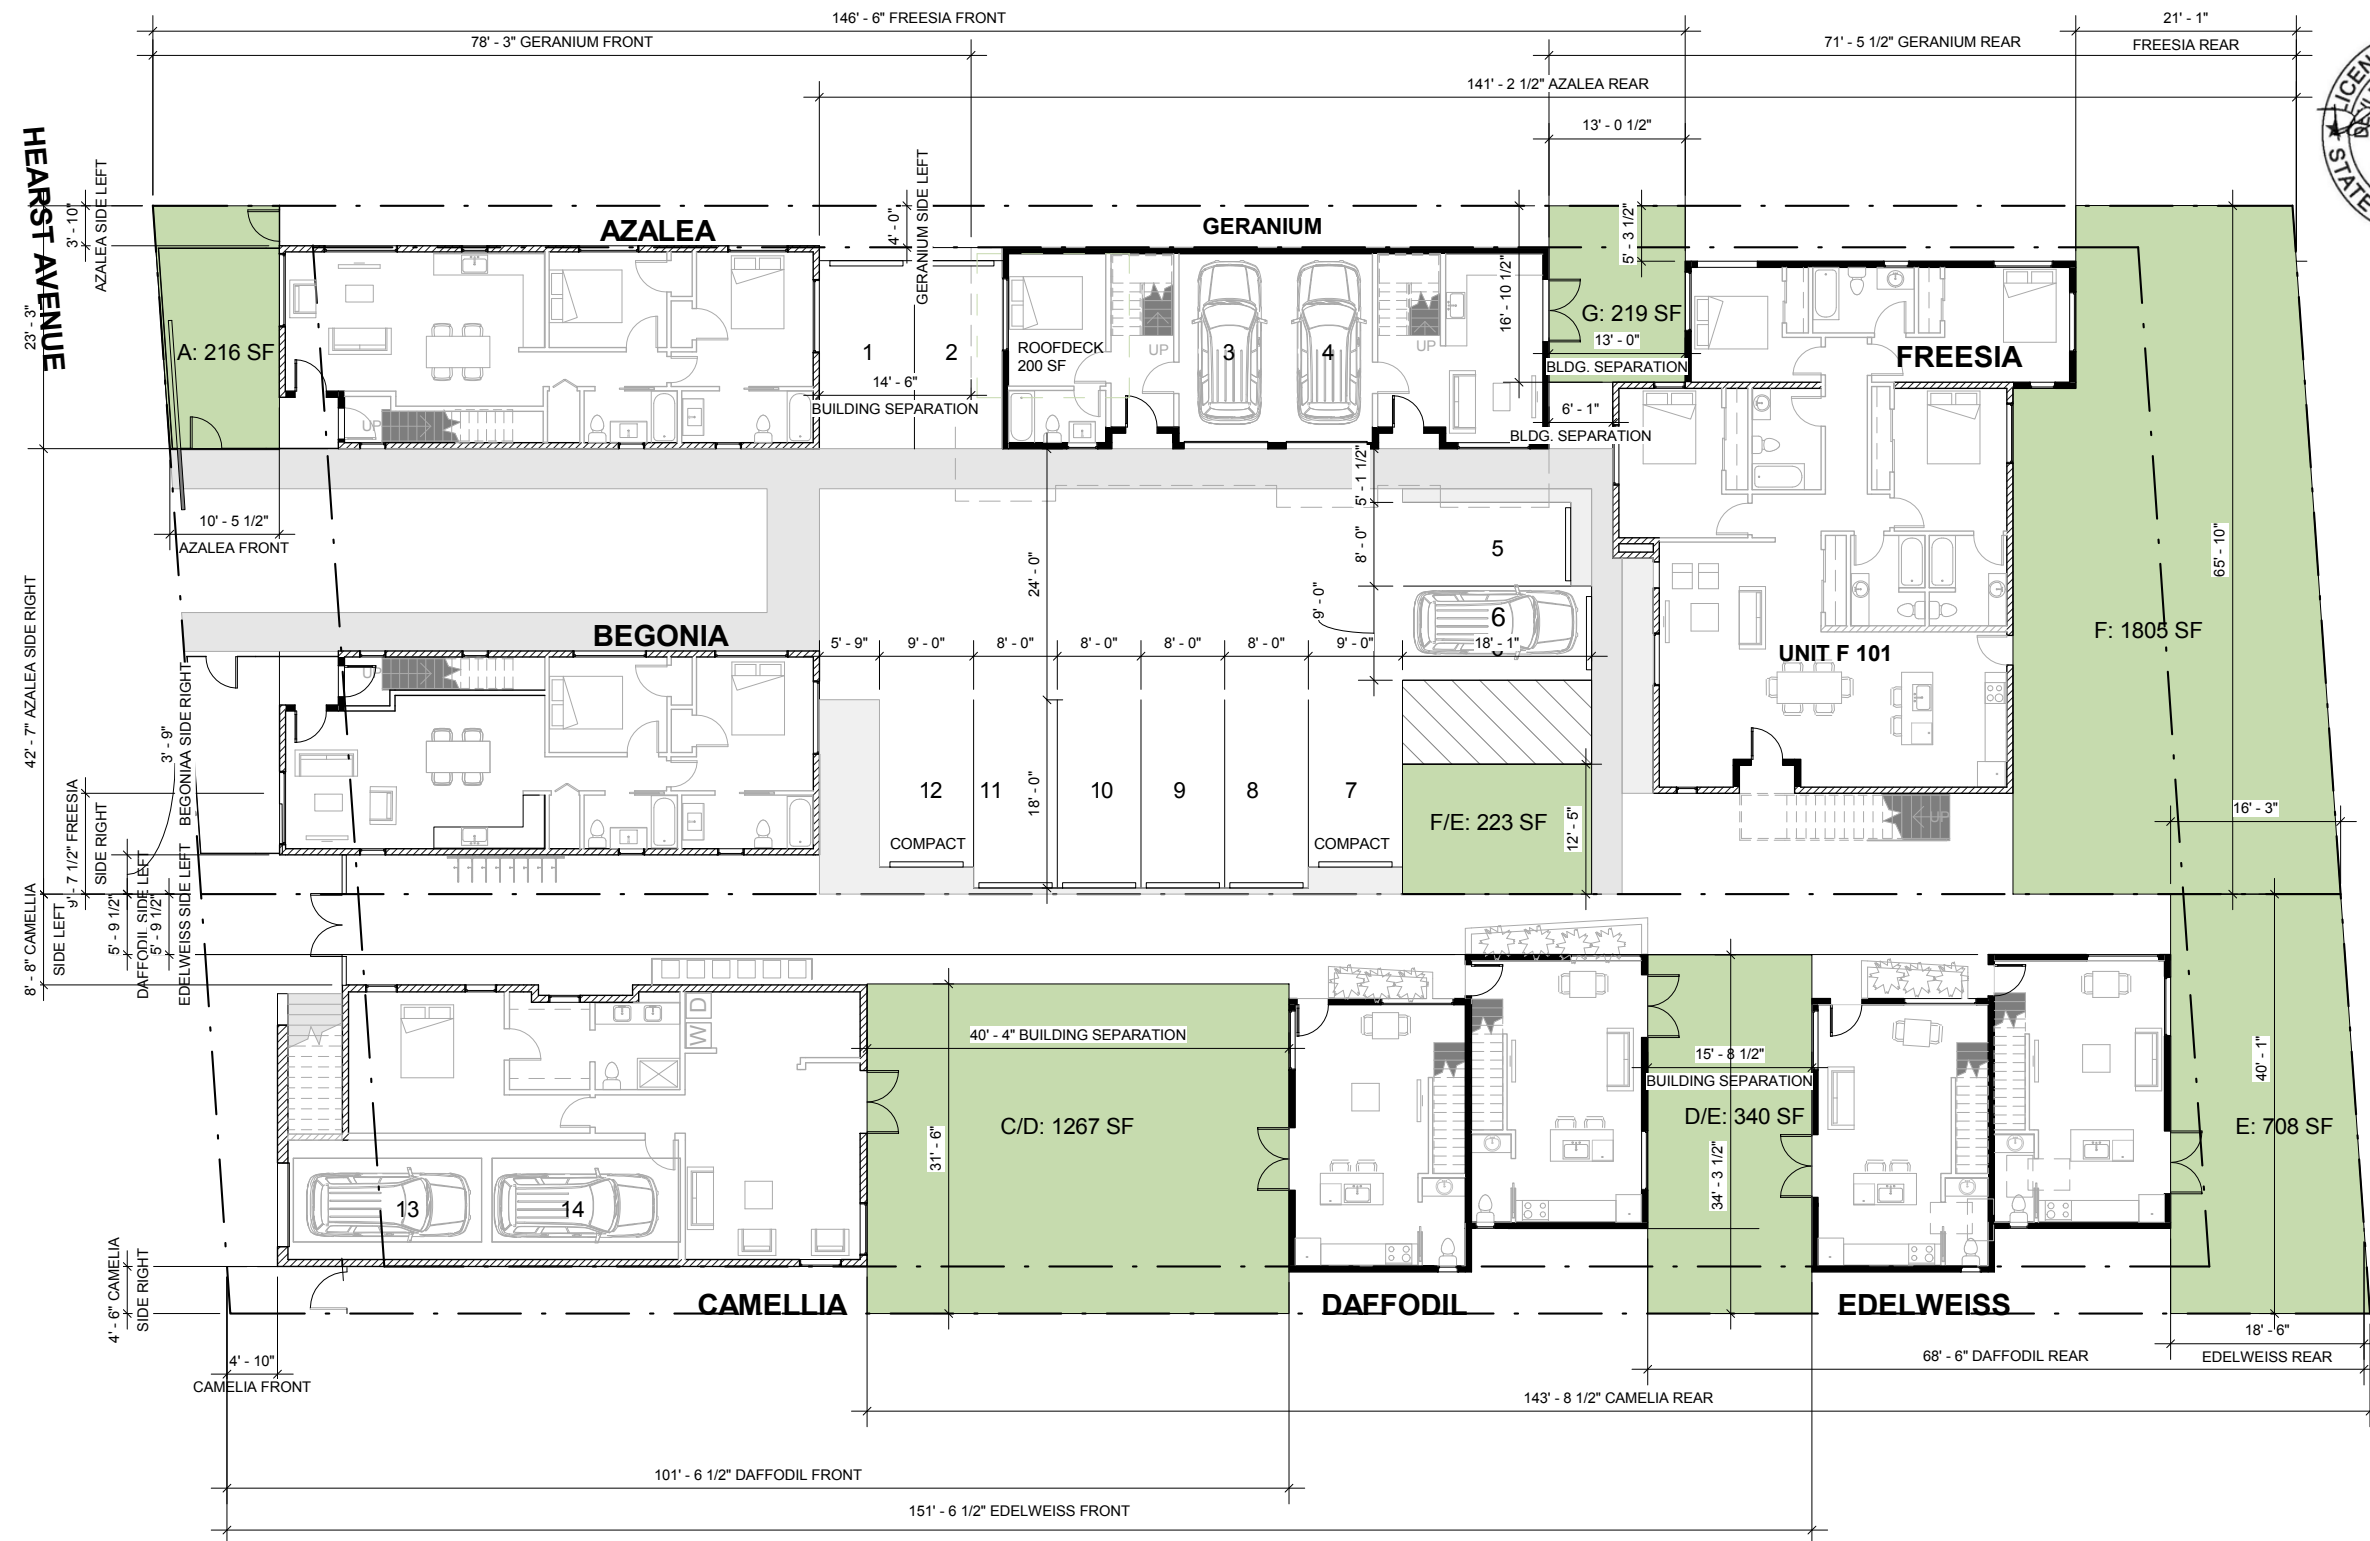 146' - 6" FREESIA FRONT
21' - 1"
78' - 3" GERANIUM FRONT
71' - 5 1/2" GERANIUM REAR
FREESIA REAR
141' - 2 1/2" AZALEA REAR
13' - 0 1/2"
STATE
HEARST AVENUE
23' - 3"
3' - 10"
AZALEA SIDE LEFT
AZALEA
4' - 0"
GERANIUM SIDE LEFT
GERANIUM
5' - 3 1/2"
16' - 10 1/2"
G: 219 SF
13' - 0"
BLDG. SEPARATION
FREESIA
A: 216 SF
1
2
14' - 6"
BUILDING SEPARATION
ROOFDECK
200 SF
UP
3
4
UP
UP
6' - 1"
BLDG. SEPARATION
10' - 5 1/2"
AZALEA FRONT
5' - 1 1/2"
8' - 0"
5
24' - 0"
9' - 0"
6
65' - 10"
F: 1805 SF
42' - 7" AZALEA SIDE RIGHT
BEGONIA
5' - 9"
9' - 0"
8' - 0"
8' - 0"
8' - 0"
8' - 0"
9' - 0"
18' - 1"
UNIT F 101
UP
3' - 9"
BEGONIAA SIDE RIGHT
12
11
10
9
8
7
18' - 0"
COMPACT
COMPACT
F/E: 223 SF
12' - 5"
UP
16' - 3"
9' - 7 1/2" FREESIA
SIDE RIGHT
8' - 8" CAMELLIA
SIDE LEFT
5' - 9 1/2"
DAFFODIL SIDE LEFT
5' - 9 1/2"
EDELWEISS SIDE LEFT
W D
40' - 4" BUILDING SEPARATION
15' - 8 1/2"
BUILDING SEPARATION
40' - 1"
31' - 6"
C/D: 1267 SF
D/E: 340 SF
34' - 3 1/2"
E: 708 SF
13
14
4' - 6" CAMELIA
SIDE RIGHT
CAMELLIA
DAFFODIL
EDELWEISS
4' - 10"
CAMELIA FRONT
18' - 6"
68' - 6" DAFFODIL REAR
EDELWEISS REAR
143' - 8 1/2" CAMELIA REAR
101' - 6 1/2" DAFFODIL FRONT
151' - 6 1/2" EDELWEISS FRONT